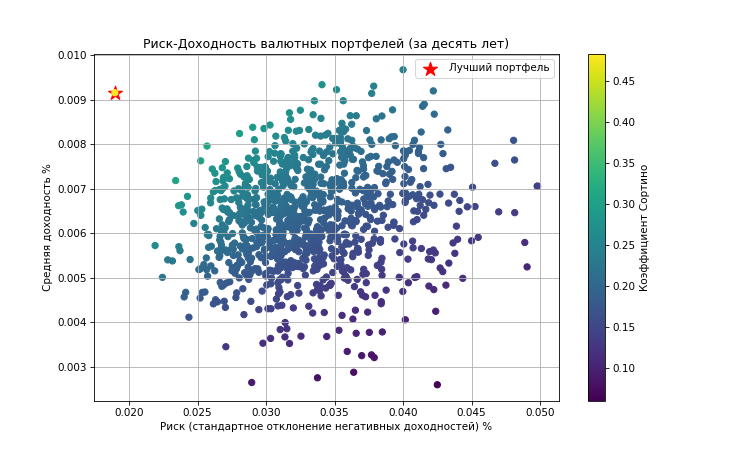 Риск-Доходность валютных портфелей (за десять лет)
Лучший портфель
0.010
0.009
0.008
0.007
0.006
0.005
0.004
0.003
Средняя доходность %
0.020 0.025 0.030 0.035 0.040 0.045 0.050
Риск (стандартное отклонение негативных доходностей) %
0.45
0.40
0.35
0.30
0.25
0.20
0.15
0.10
Коэффициент Сортино